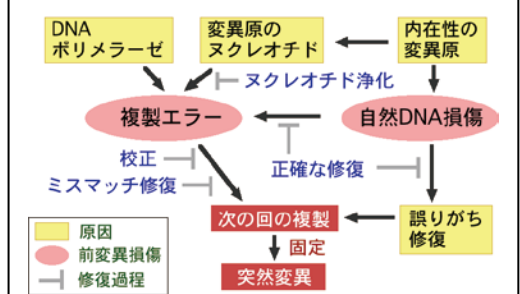 DNA
ポリメラーゼ
変異原の
ヌクレオチド
内在性の
変異原
ヌクレオチド浄化
複製エラー
自然DNA損傷
校正
ミスマッチ修復
正確な修復
次の回の複製
誤りがち
修復
固定
突然変異
原因
前変異損傷
修復過程